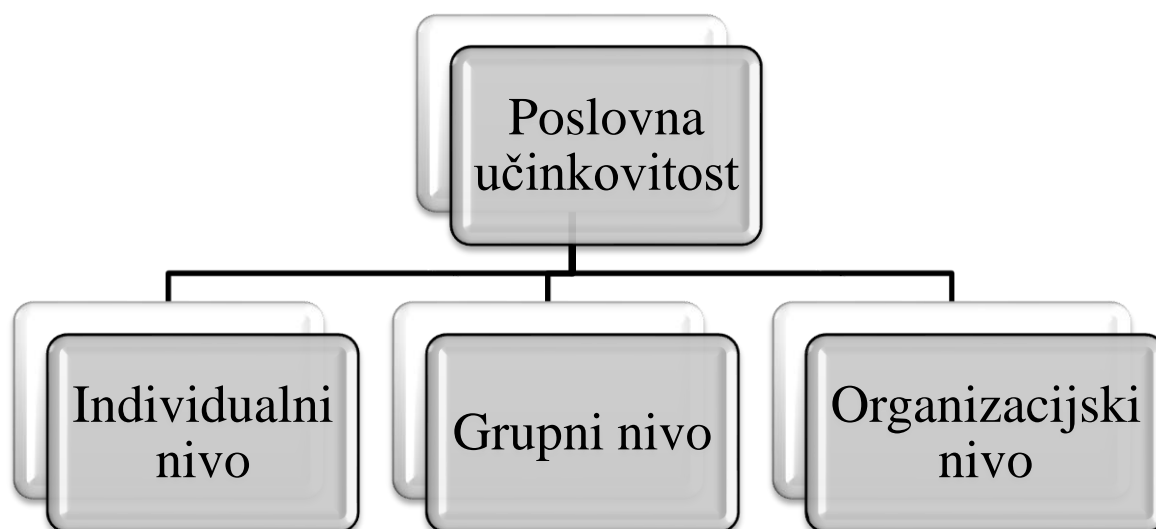 Poslovna
učinkovitost
Individualni
nivo
Grupni nivo
Organizacijski
nivo